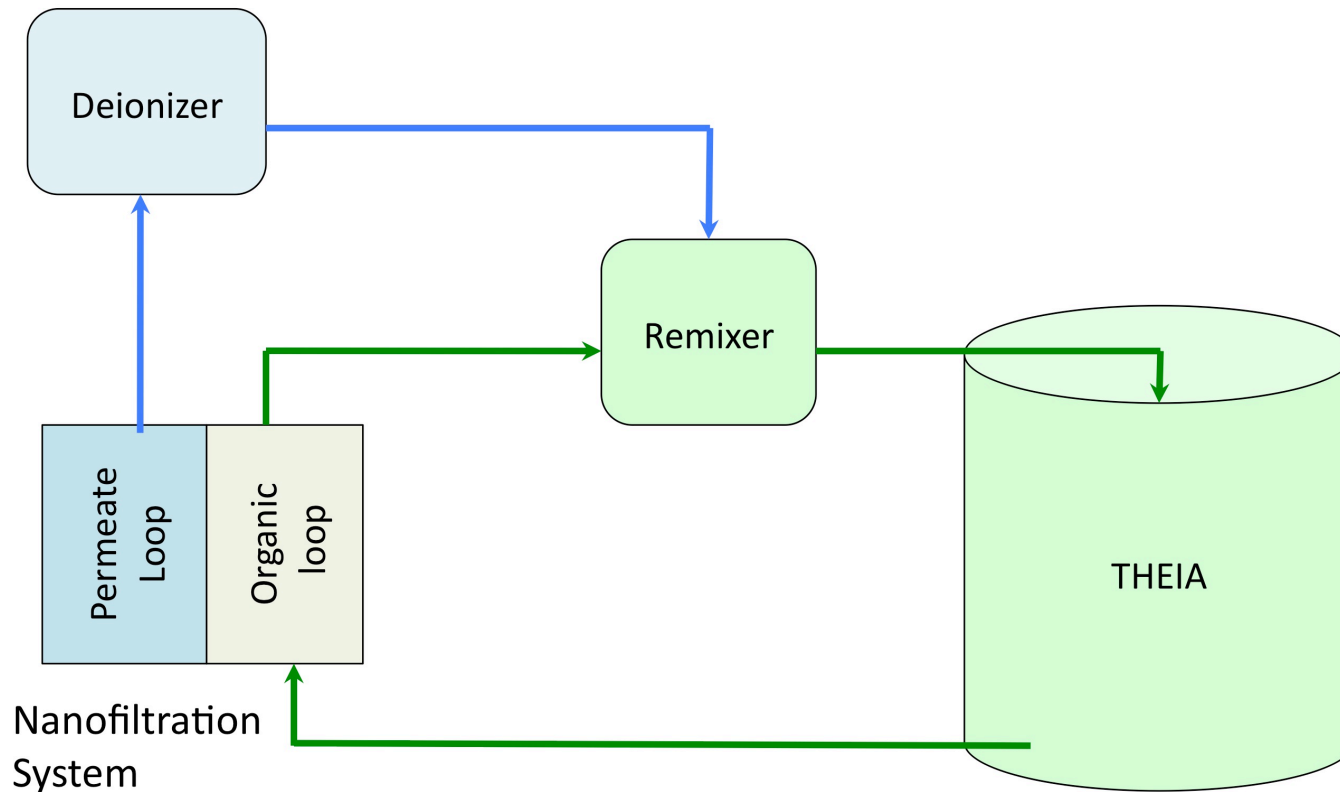 Deionizer
Remixer
Permeate
Loop
Organic
loop
THEIA
Nanofiltration
System